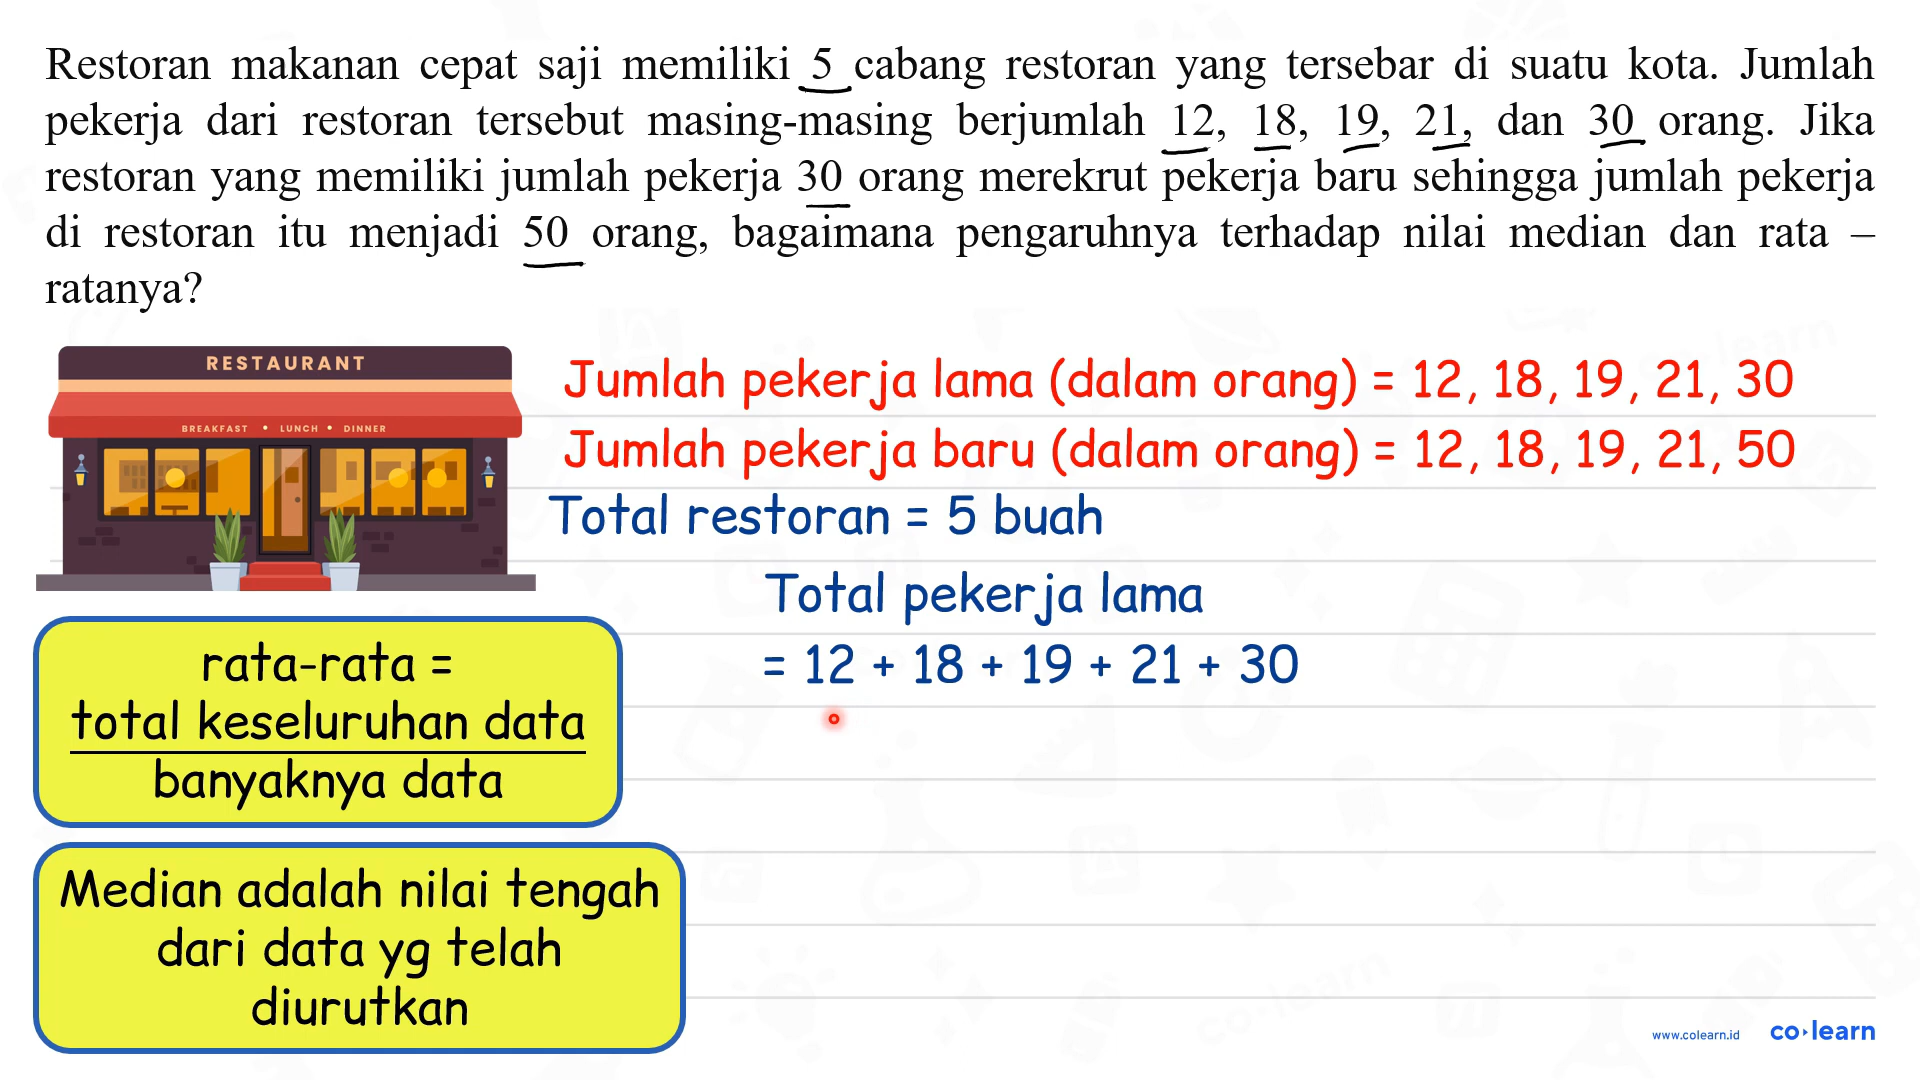 Restoran makanan cepat saji memiliki 5 cabang restoran yang tersebar di suatu kota. Jumlah
pekerja dari restoran tersebut masing-masing berjumlah 12, 18, 19, 21, dan 30 orang. Jika
restoran yang memiliki jumlah pekerja 30 orang merekrut pekerja baru sehingga jumlah pekerja
di restoran itu menjadi 50 orang, bagaimana pengaruhnya terhadap nilai median dan rata –
ratanya?
RESTAURANT
BREAKFAST • LUNCH • DINNER
Jumlah pekerja lama (dalam orang) = 12, 18, 19, 21, 30
Jumlah pekerja baru (dalam orang) = 12, 18, 19, 21, 50
Total restoran = 5 buah
Total pekerja lama
= 12 + 18 + 19 + 21 + 30
rata-rata =
total keseluruhan data
banyaknya data
Median adalah nilai tengah
dari data yg telah
diurutkan
www.colearn.id
co·learn